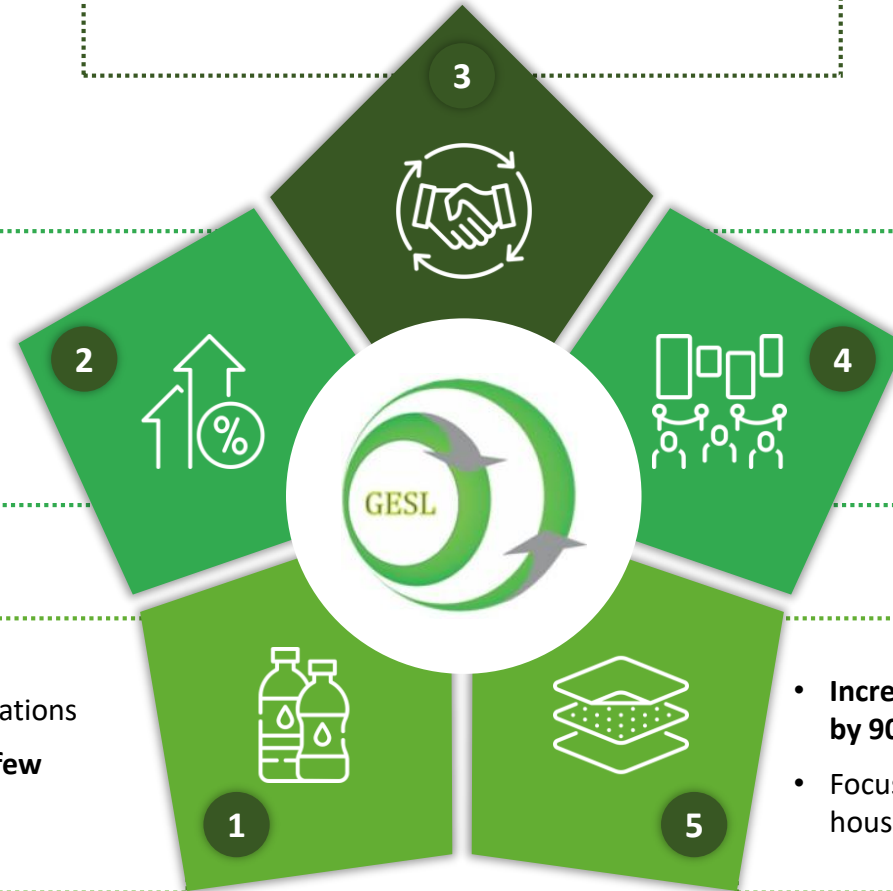 3
2
%
4
GESL
ations
few
1
5
• Incre
by 90
• Focus
hous